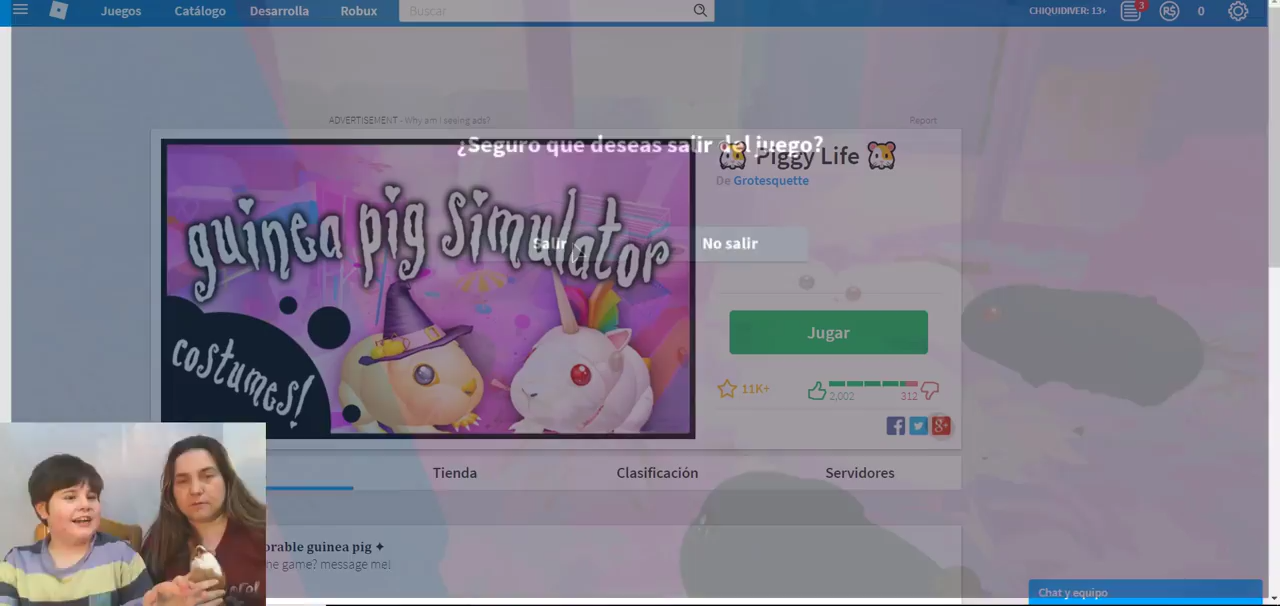 Juegos Catálogo Desarrolla Robux Buscar CHIQUIDIVER: 13+ 3 R$ 0
ADVERTISEMENT - Why am I seeing ads? Report
¿Seguro que deseas salir del juego?
Piggy Life
De Grotesquette
Salir No salir
guinea pig simulator
costumes!
Jugar
11K+ 2,002 312
f g+
Tienda Clasificación Servidores
orable guinea pig ✦
ne game? message me!
Chat y equipo